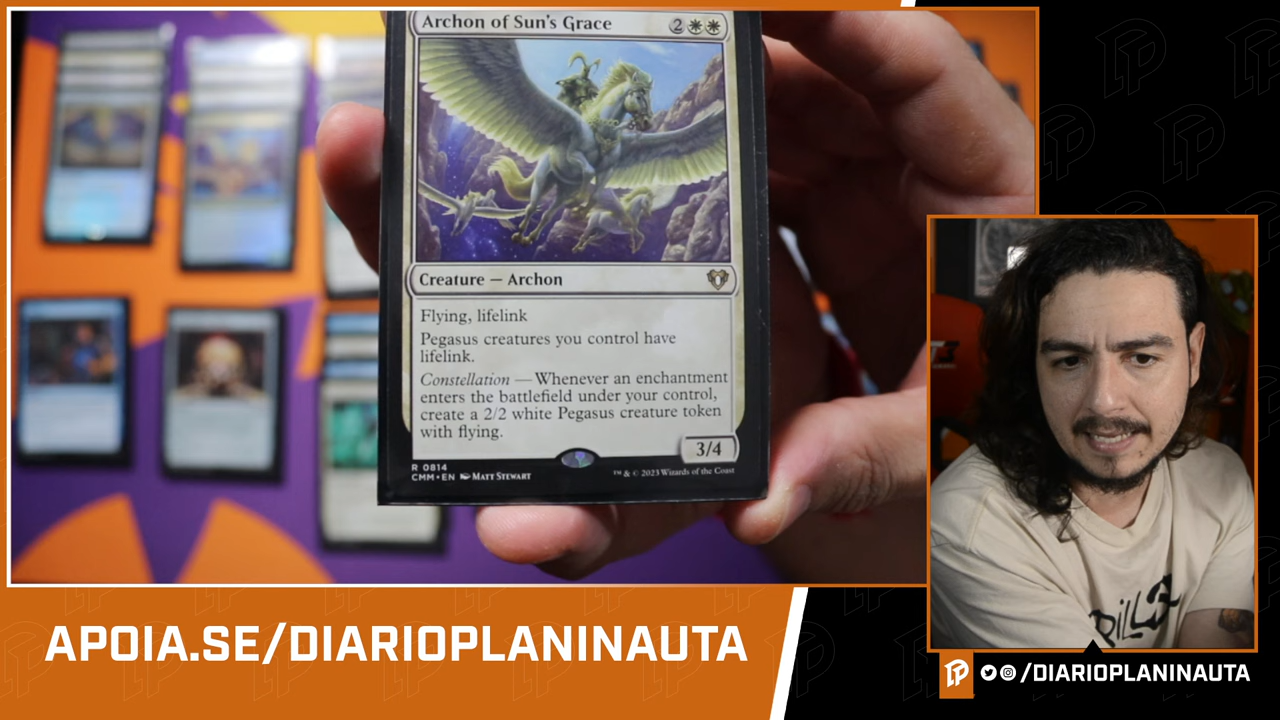 Archon of Sun's Grace 2
Creature — Archon
Flying, lifelink
Pegasus creatures you control have
lifelink.
Constellation — Whenever an enchantment
enters the battlefield under your control,
create a 2/2 white Pegasus creature token
with flying.
3/4
R 0814
CMM • EN MATT STEWART
™ & © 2023 Wizards of the Coast
APOIA.SE/DIARIOPLANINAUTA
/DIARIOPLANINAUTA